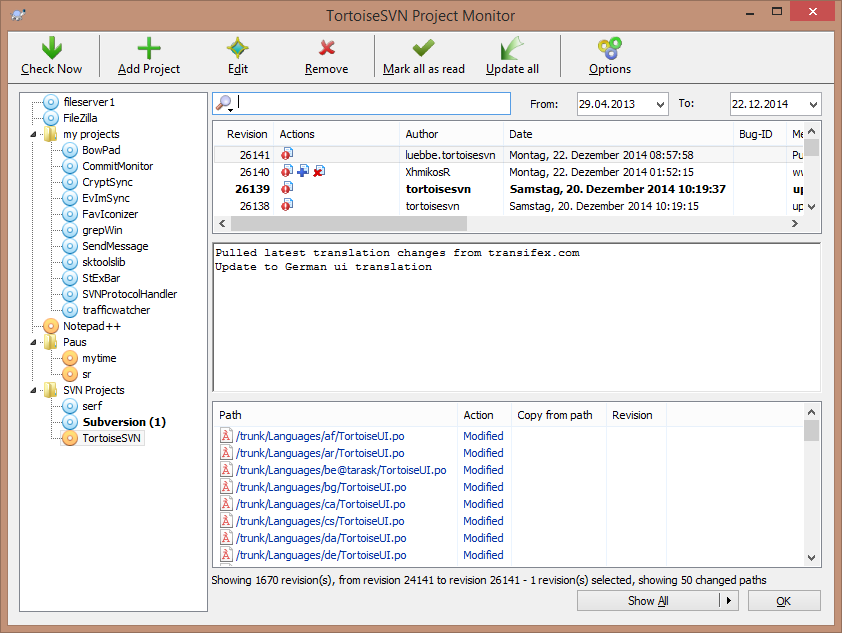 TortoiseSVN Project Monitor
Check Now Add Project Edit Remove Mark all as read Update all Options
fileserver1
FileZilla
my projects
BowPad
CommitMonitor
CryptSync
EvImSync
FavIconizer
grepWin
SendMessage
sktoolslib
StExBar
SVNProtocolHandler
trafficwatcher
Notepad++
Paus
mytime
sr
SVN Projects
serf
Subversion (1)
TortoiseSVN
From: 29.04.2013 To: 22.12.2014
Revision Actions Author Date Bug-ID Me
26141 luebbe.tortoisesvn Montag, 22. Dezember 2014 08:57:58 Pu
26140 XhmikosR Montag, 22. Dezember 2014 01:52:15 ww
26139 tortoisesvn Samstag, 20. Dezember 2014 10:19:37 up
26138 tortoisesvn Samstag, 20. Dezember 2014 10:19:15 up
Pulled latest translation changes from transifex.com
Update to German ui translation
Path Action Copy from path Revision
/trunk/Languages/af/TortoiseUI.po Modified
/trunk/Languages/ar/TortoiseUI.po Modified
/trunk/Languages/be@tarask/TortoiseUI.po Modified
/trunk/Languages/bg/TortoiseUI.po Modified
/trunk/Languages/ca/TortoiseUI.po Modified
/trunk/Languages/cs/TortoiseUI.po Modified
/trunk/Languages/da/TortoiseUI.po Modified
/trunk/Languages/de/TortoiseUI.po Modified
Showing 1670 revision(s), from revision 24141 to revision 26141 - 1 revision(s) selected, showing 50 changed paths
Show All OK